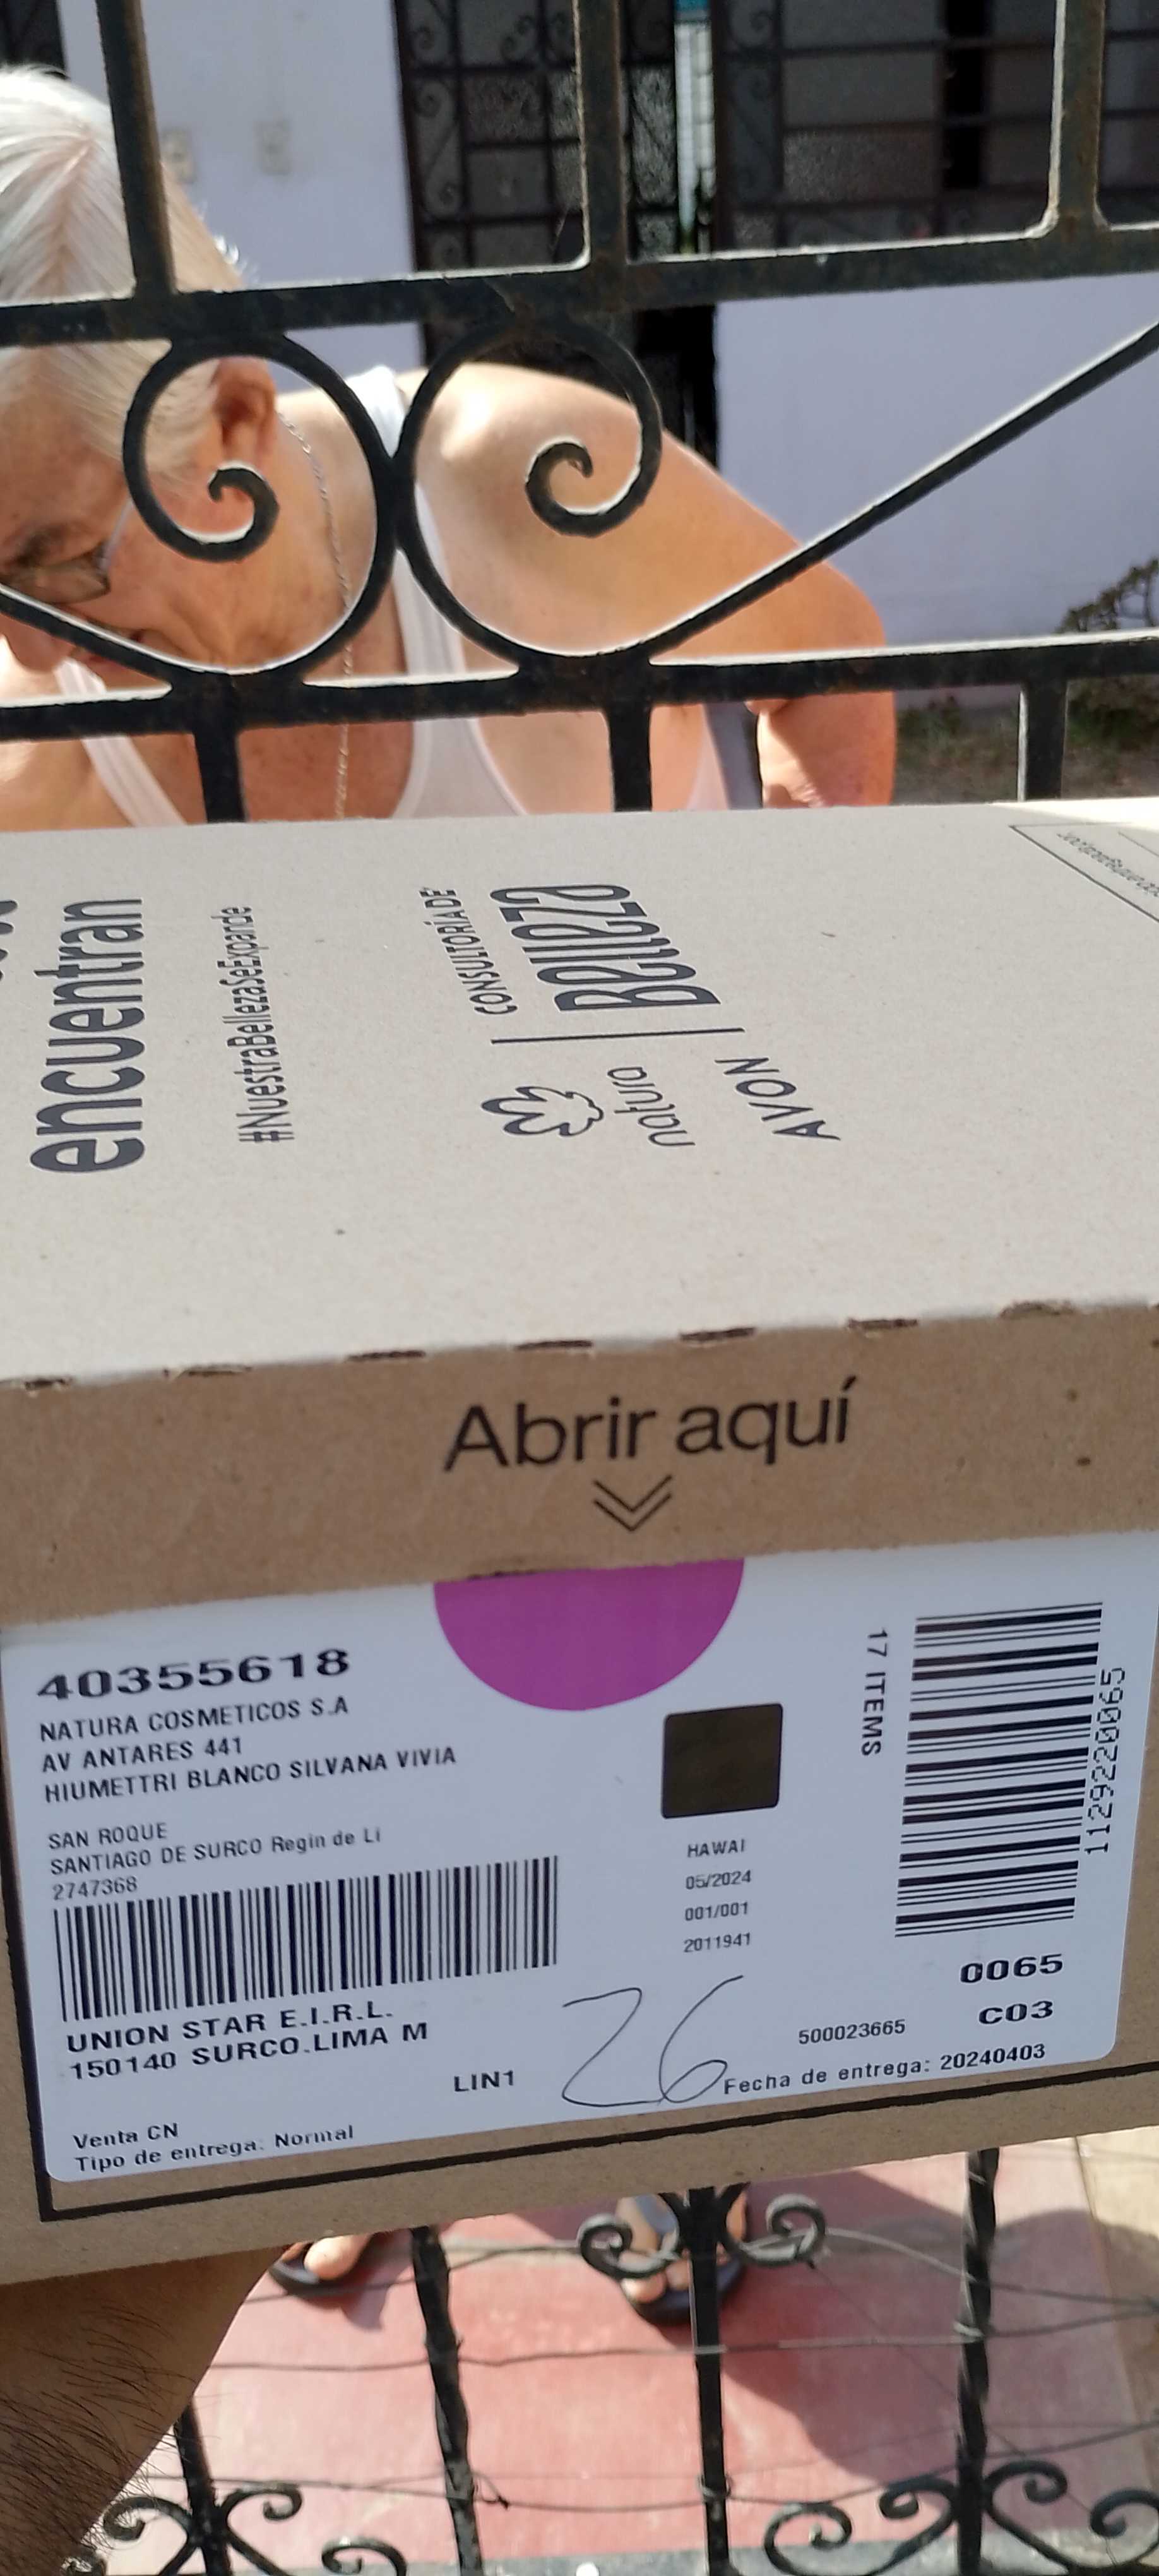 encuentran
#NuestraBellezaSeExpande
natura
AVON
CONSULTORÍA DE
Belleza
Abrir aquí
40355618
NATURA COSMETICOS S.A
AV ANTARES 441
HIUMETTRI BLANCO SILVANA VIVIA
SAN ROQUE
SANTIAGO DE SURCO Regin de Li
2747368
UNION STAR E.I.R.L.
150140 SURCO.LIMA M
LIN1
Venta CN
Tipo de entrega: Normal
HAWAI
05/2024
001/001
2011941
26
17 ITEMS
1129220065
0065
C03
500023665
Fecha de entrega: 20240403